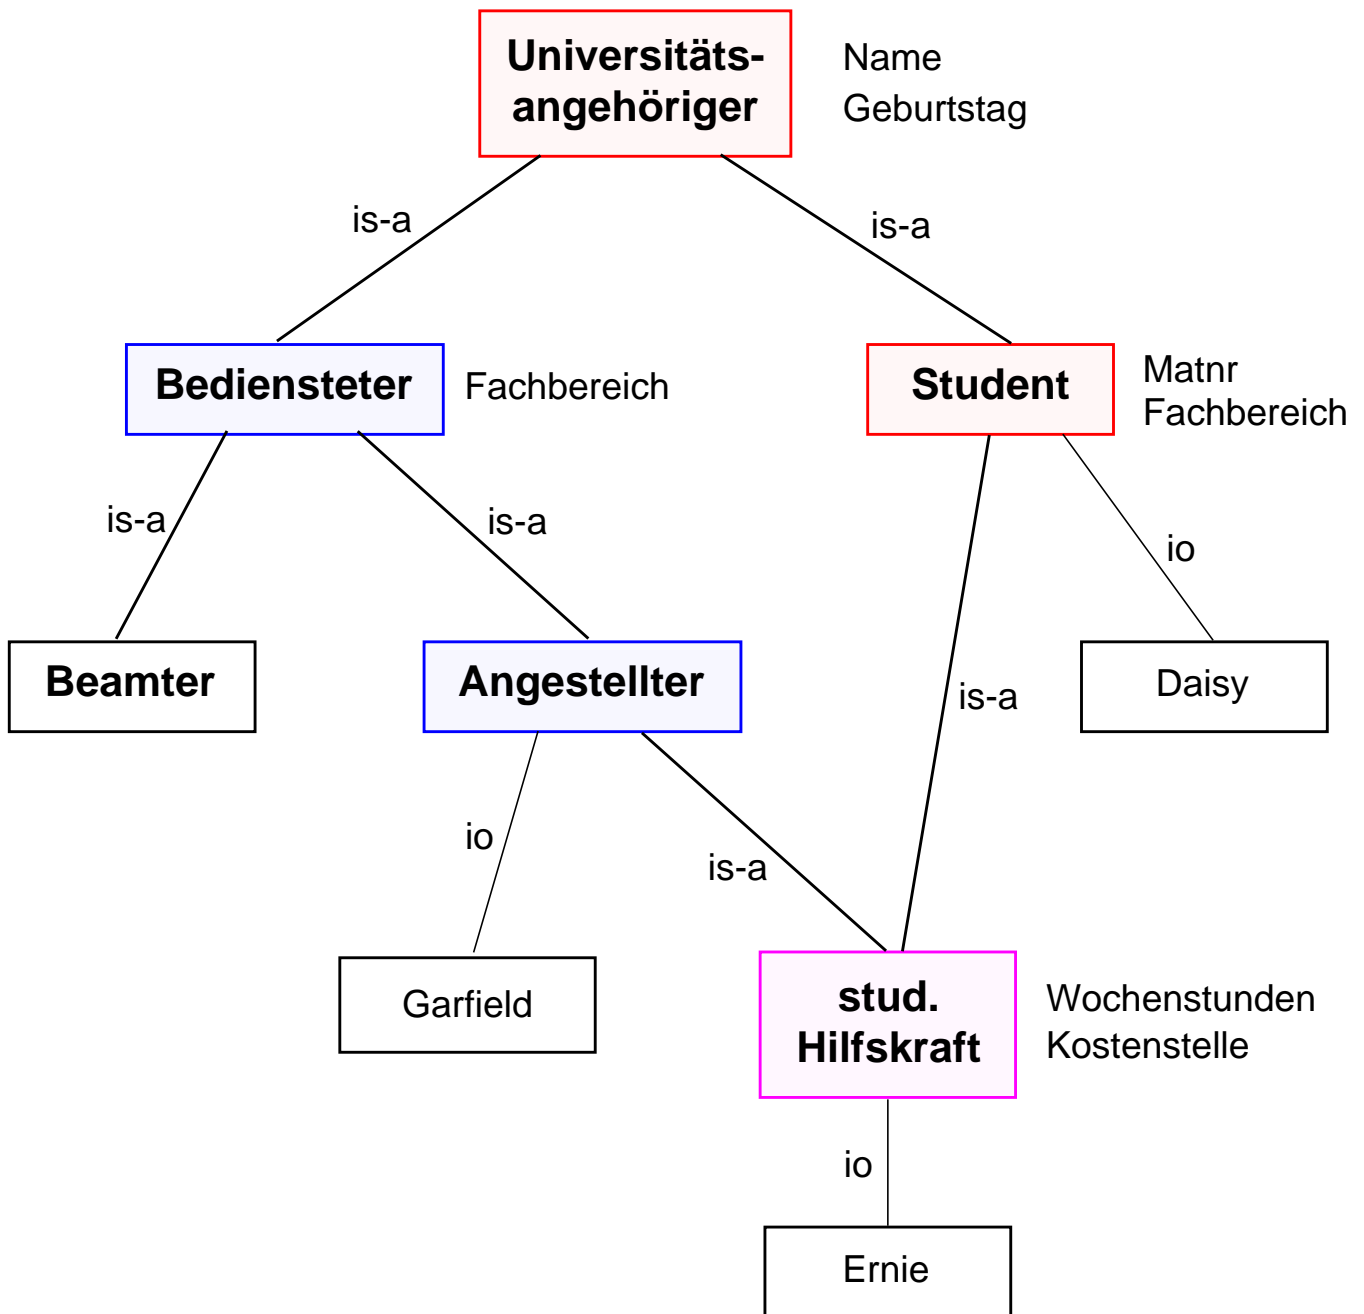 Universitäts-
angehöriger
Name
Geburtstag
is-a
is-a
Bediensteter
Fachbereich
Student
Matnr
Fachbereich
is-a
is-a
io
Beamter
Angestellter
is-a
Daisy
io
is-a
Garfield
stud.
Hilfskraft
Wochenstunden
Kostenstelle
io
Ernie